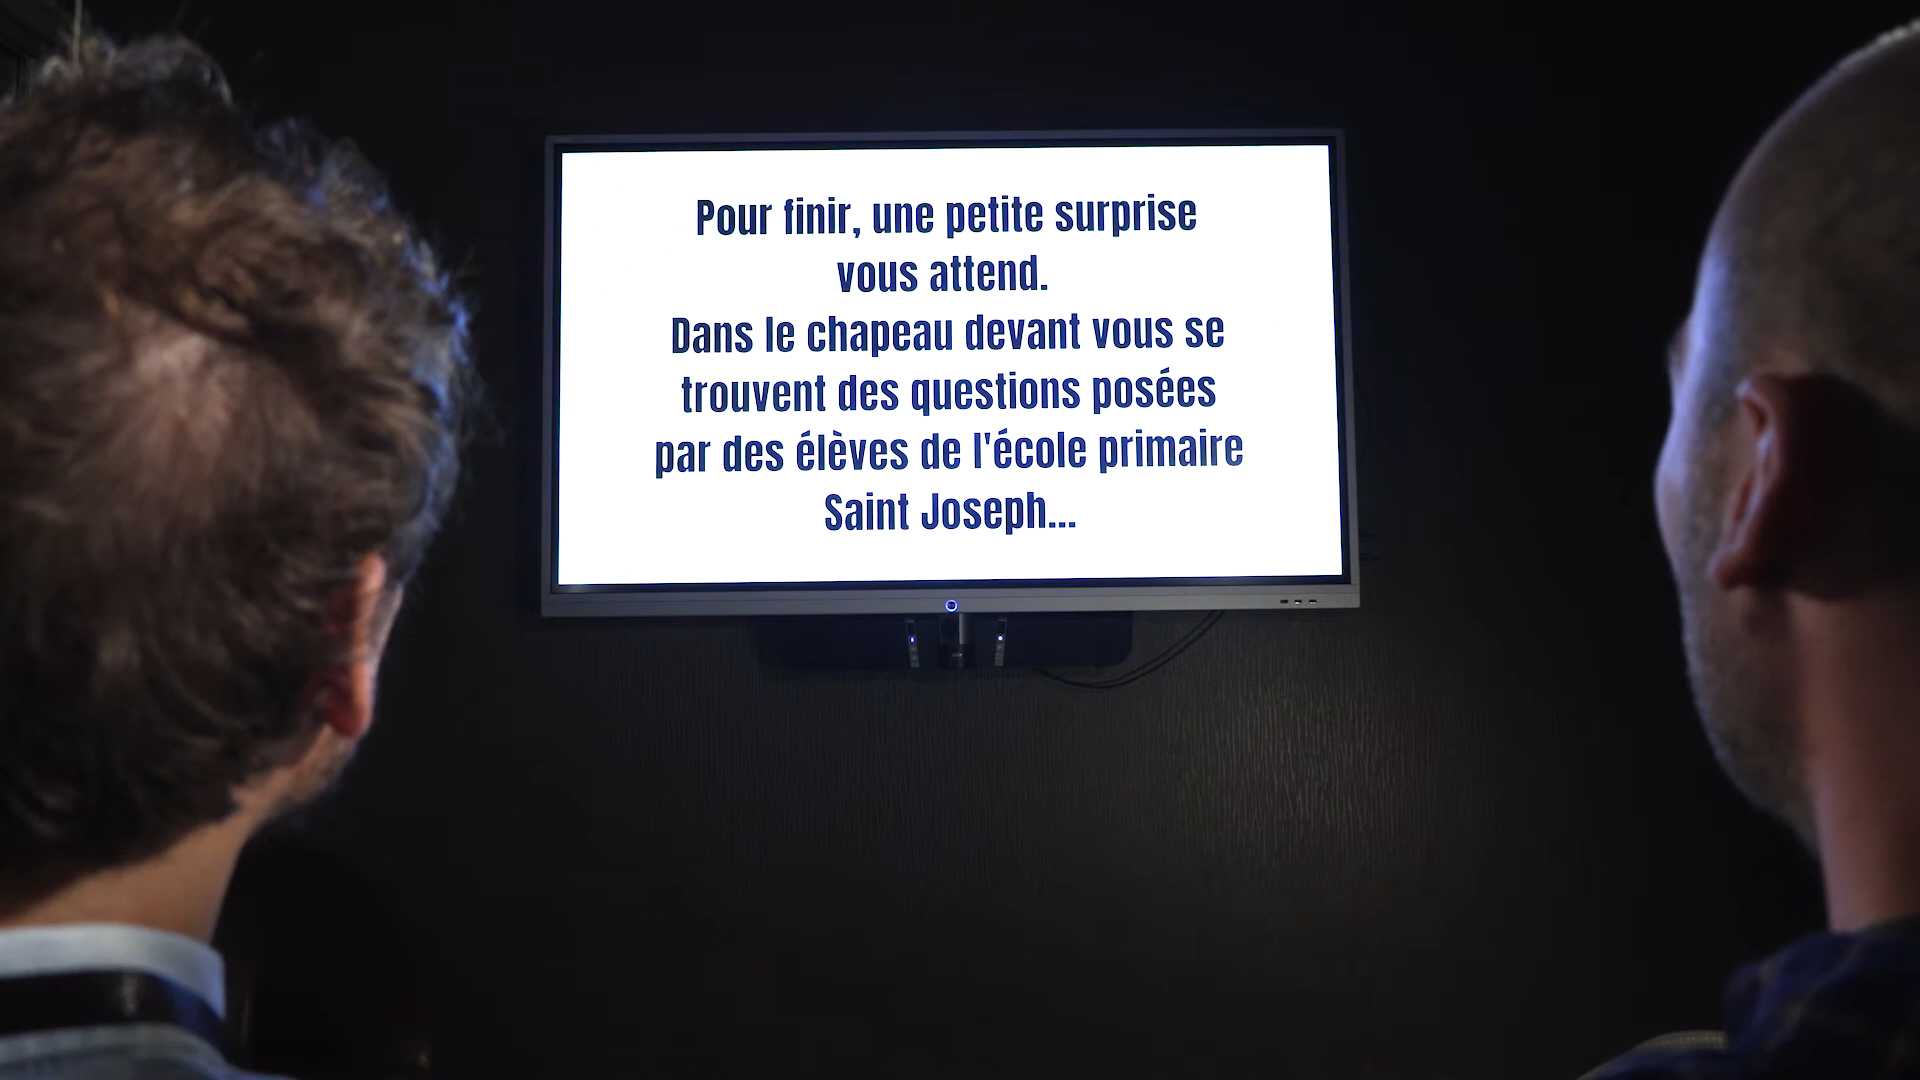 Pour finir, une petite surprise
vous attend.
Dans le chapeau devant vous se
trouvent des questions posées
par des élèves de l'école primaire
Saint Joseph...